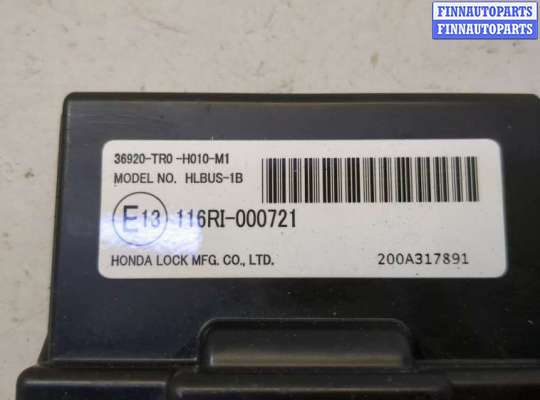 FINNAUTOPARTS
FINNAUTOPARTS
36920-TR0-H010-M1
MODEL NO. HLBUS-1B
E13 116RI-000721
HONDA LOCK MFG. CO., LTD. 200A317891